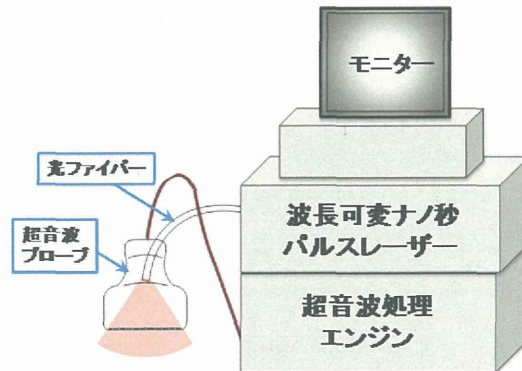 モニター
光ファイバー
超音波
プローブ
波長可変ナノ秒
パルスレーザー
超音波処理
エンジン